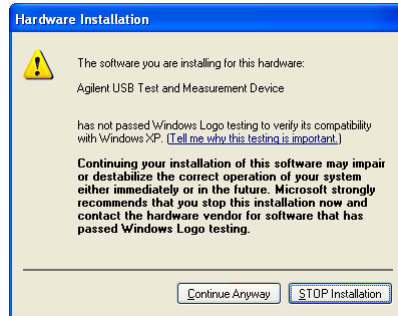 Hardware Installation
The software you are installing for this hardware:
Agilent USB Test and Measurement Device
has not passed Windows Logo testing to verify its compatibility
with Windows XP. (Tell me why this testing is important.)
Continuing your installation of this software may impair
or destabilize the correct operation of your system
either immediately or in the future. Microsoft strongly
recommends that you stop this installation now and
contact the hardware vendor for software that has
passed Windows Logo testing.
Continue Anyway
STOP Installation